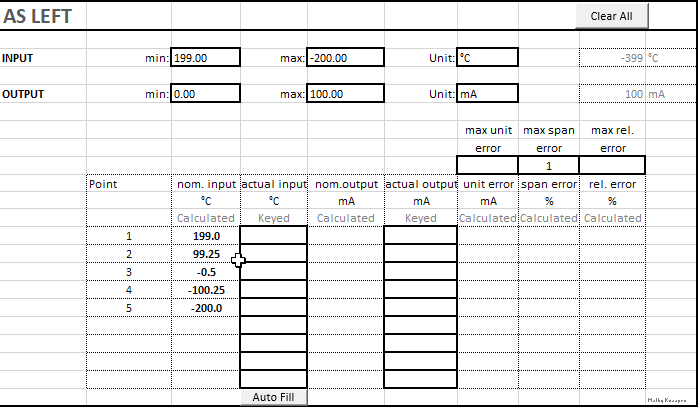 AS LEFT Clear All
INPUT min: 199.00 max: -200.00 Unit: °C -399 °C
OUTPUT min: 0.00 max: 100.00 Unit: mA 100 mA
max unit max span max rel.
error error error
1
Point nom. input actual input nom.output actual output unit error span error rel. error
°C °C mA mA mA % %
Calculated Keyed Calculated Keyed Calculated Calculated Calculated
1 199.0
2 99.25
3 -0.5
4 -100.25
5 -200.0
Auto Fill